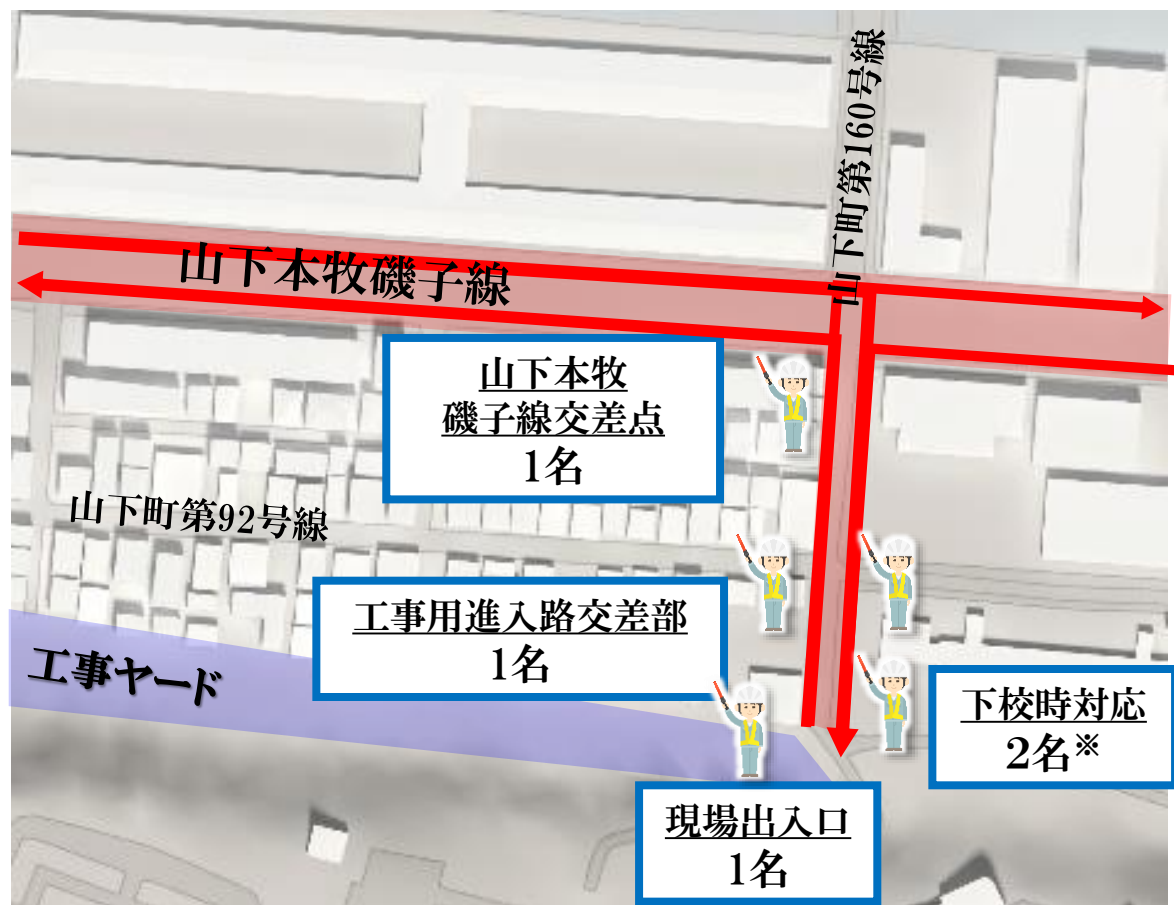 山下町第160号線
山下本牧磯子線
山下本牧
磯子線交差点
1名
山下町第92号線
工事用進入路交差部
1名
工事ヤード
下校時対応
2名※
現場出入口
1名